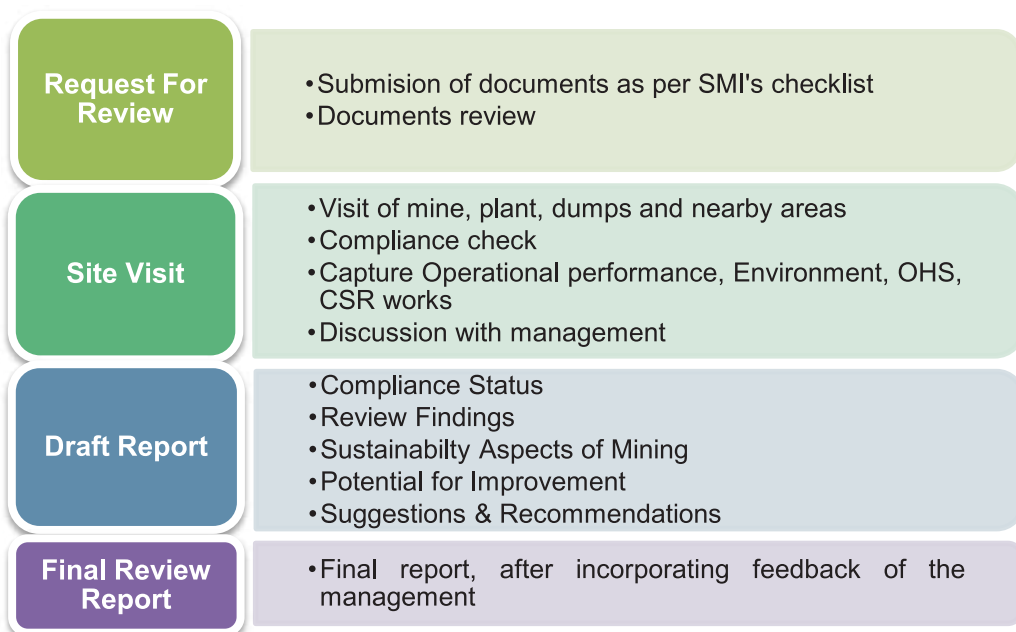 Request For
Review
•Submision of documents as per SMI's checklist
•Documents review
Site Visit
•Visit of mine, plant, dumps and nearby areas
•Compliance check
•Capture Operational performance, Environment, OHS,
CSR works
•Discussion with management
Draft Report
•Compliance Status
•Review Findings
•Sustainabilty Aspects of Mining
•Potential for Improvement
•Suggestions & Recommendations
Final Review
Report
•Final report, after incorporating feedback of the
management